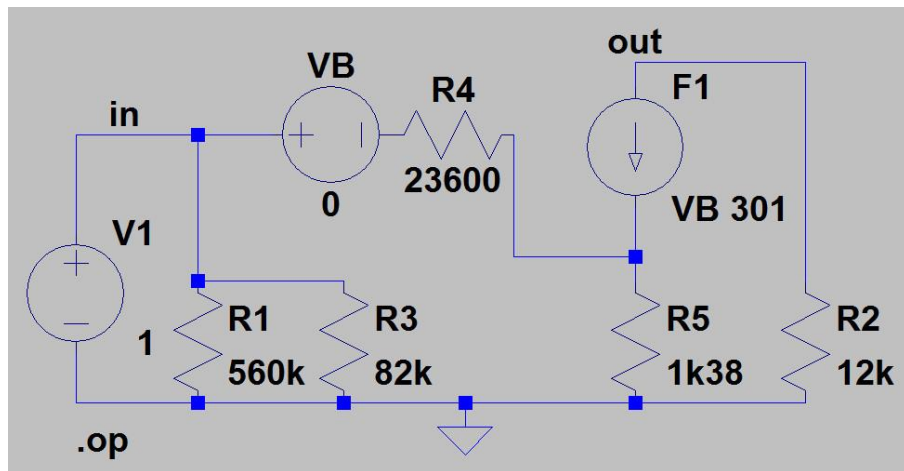 out
VB
R4
F1
in
+
−
23600
0
VB 301
V1
+
−
1
R1
560k
R3
82k
R5
1k38
R2
12k
.op